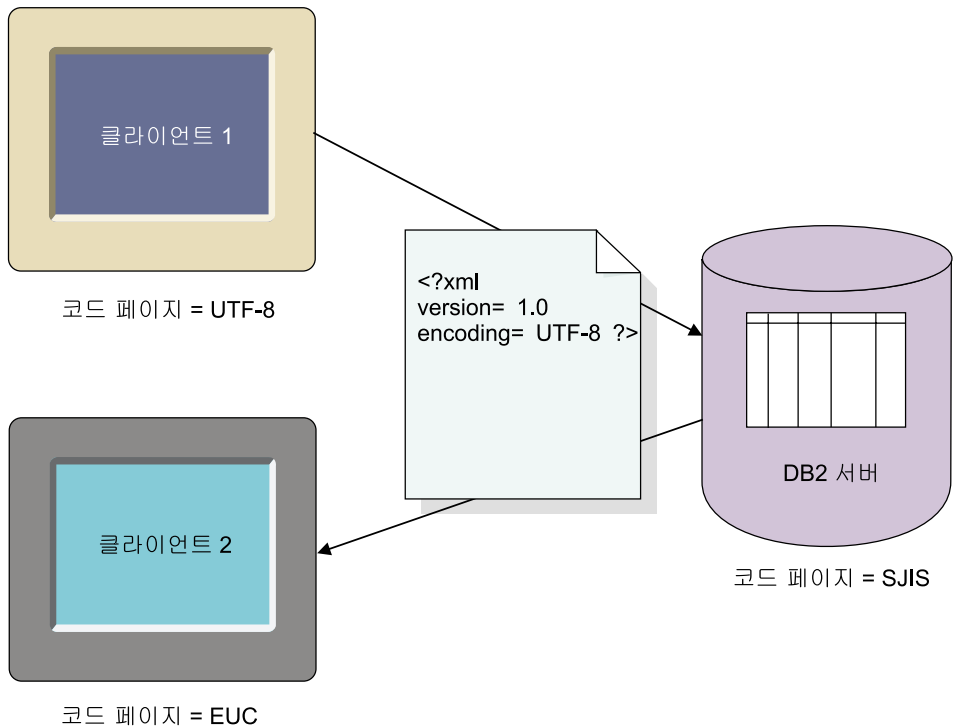 클라이언트 1
코드 페이지 = UTF-8
<?xml
version= 1.0
encoding= UTF-8 ?>
DB2 서버
코드 페이지 = SJIS
클라이언트 2
코드 페이지 = EUC